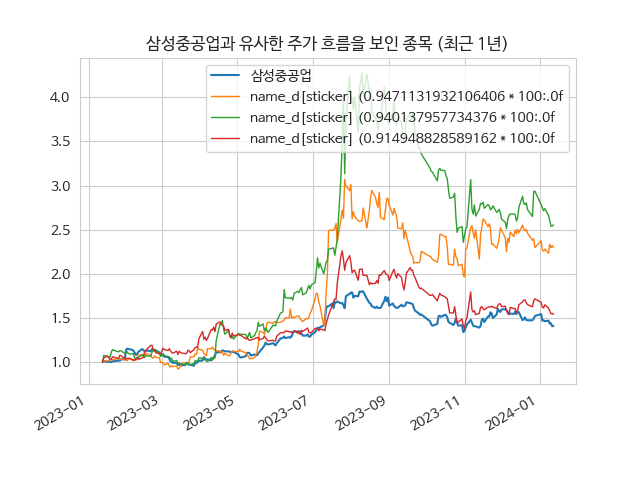 삼성중공업과 유사한 주가 흐름을 보인 종목 (최근 1년)
삼성중공업
name_d[sticker] (0.9471131932106406 * 100:.0f
name_d[sticker] (0.940137957734376 * 100:.0f
name_d[sticker] (0.914948828589162 * 100:.0f
4.0
3.5
3.0
2.5
2.0
1.5
1.0
2023-01
2023-03
2023-05
2023-07
2023-09
2023-11
2024-01